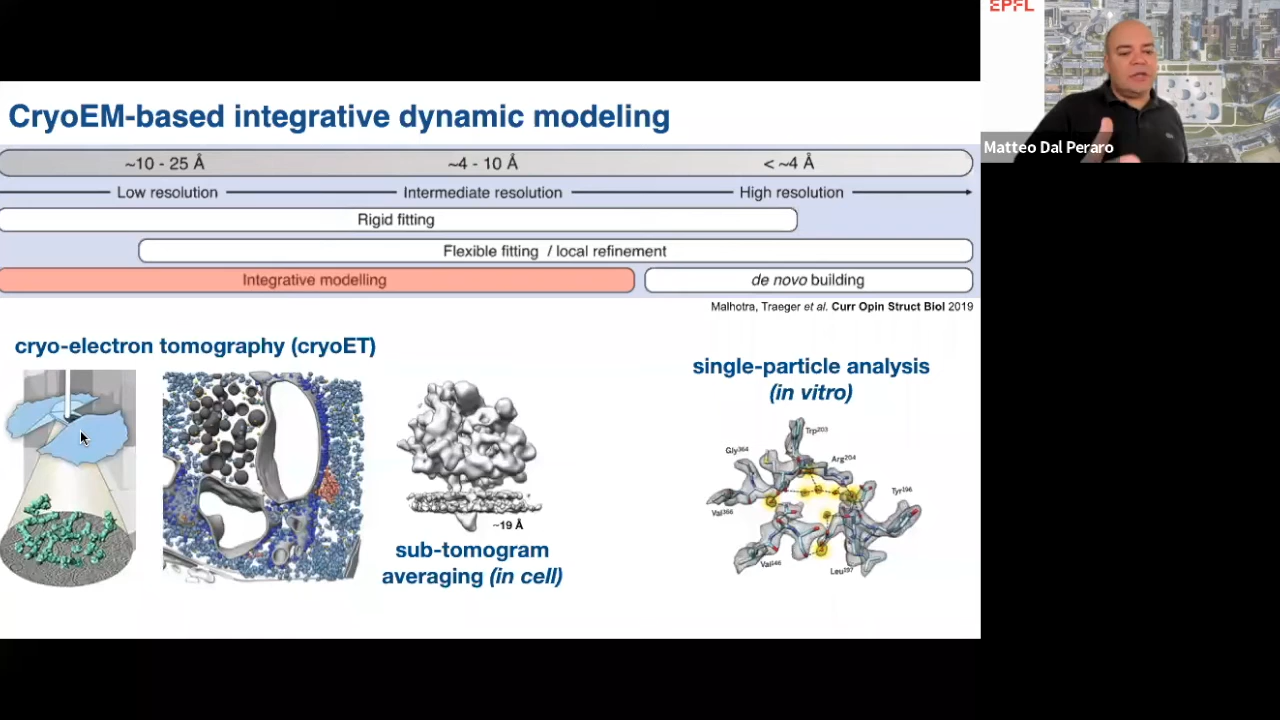 EPFL
Matteo Dal Peraro
CryoEM-based integrative dynamic modeling
~10 - 25 Å ~4 - 10 Å < ~4 Å
Low resolution Intermediate resolution High resolution
Rigid fitting
Flexible fitting / local refinement
Integrative modelling de novo building
Malhotra, Traeger et al. Curr Opin Struct Biol 2019
cryo-electron tomography (cryoET)
single-particle analysis
(in vitro)
Trp203
Gly364
Arg204
Tyr196
Val366
~19 Å
sub-tomogram
averaging (in cell)
Leu197